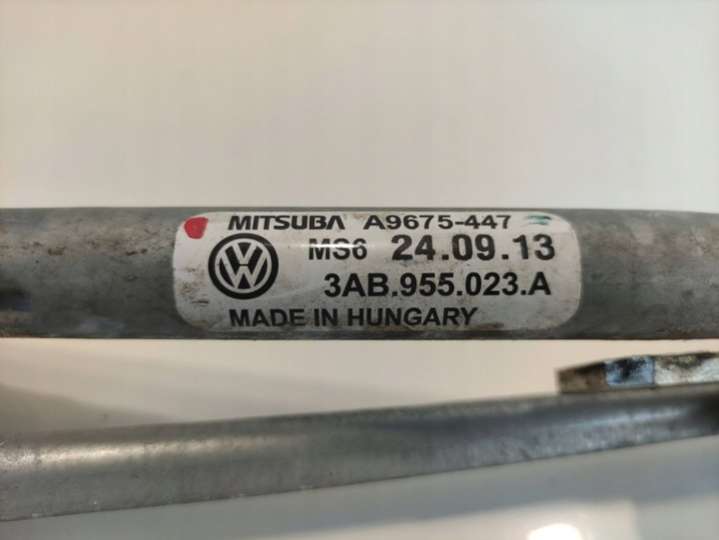 MITSUBA A9675-447
MS6 24.09.13
3AB.955.023.A
MADE IN HUNGARY